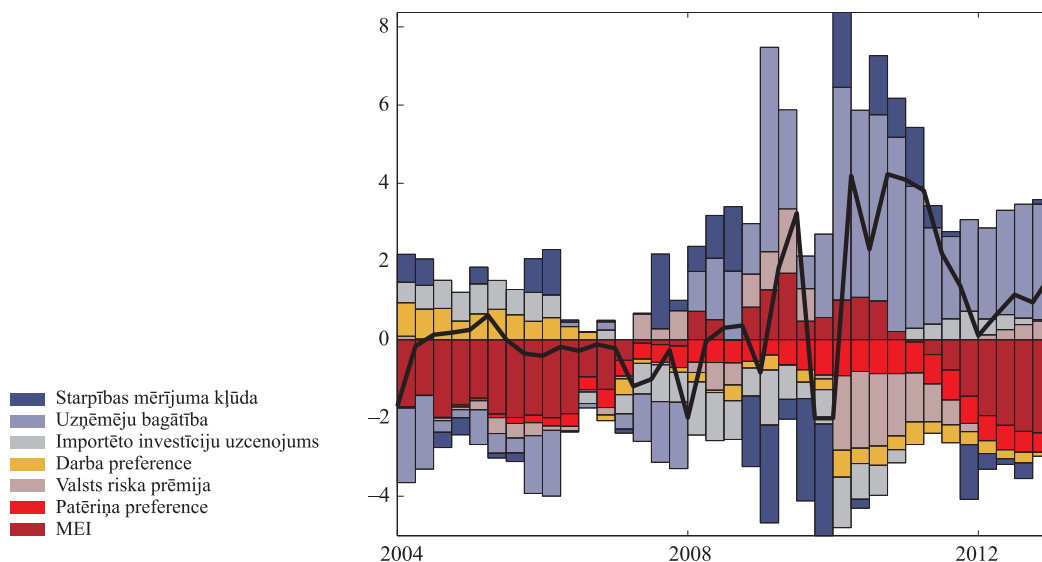 8
6
4
2
0
−2
−4
2004
2008
2012
Starpības mērījuma kļūda
Uzņēmēju bagātība
Importēto investīciju uzcenojums
Darba preference
Valsts riska prēmija
Patēriņa preference
MEI